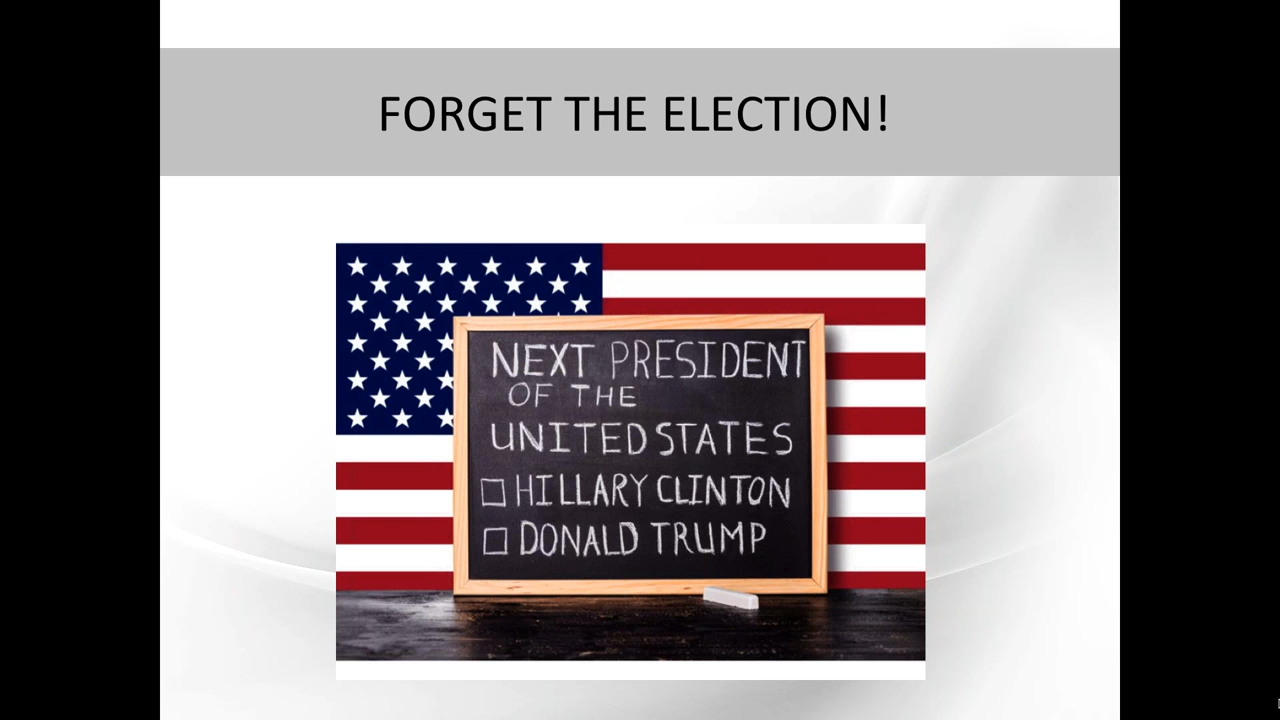 FORGET THE ELECTION!
NEXT PRESIDENT
OF THE
UNITED STATES
HILLARY CLINTON
DONALD TRUMP